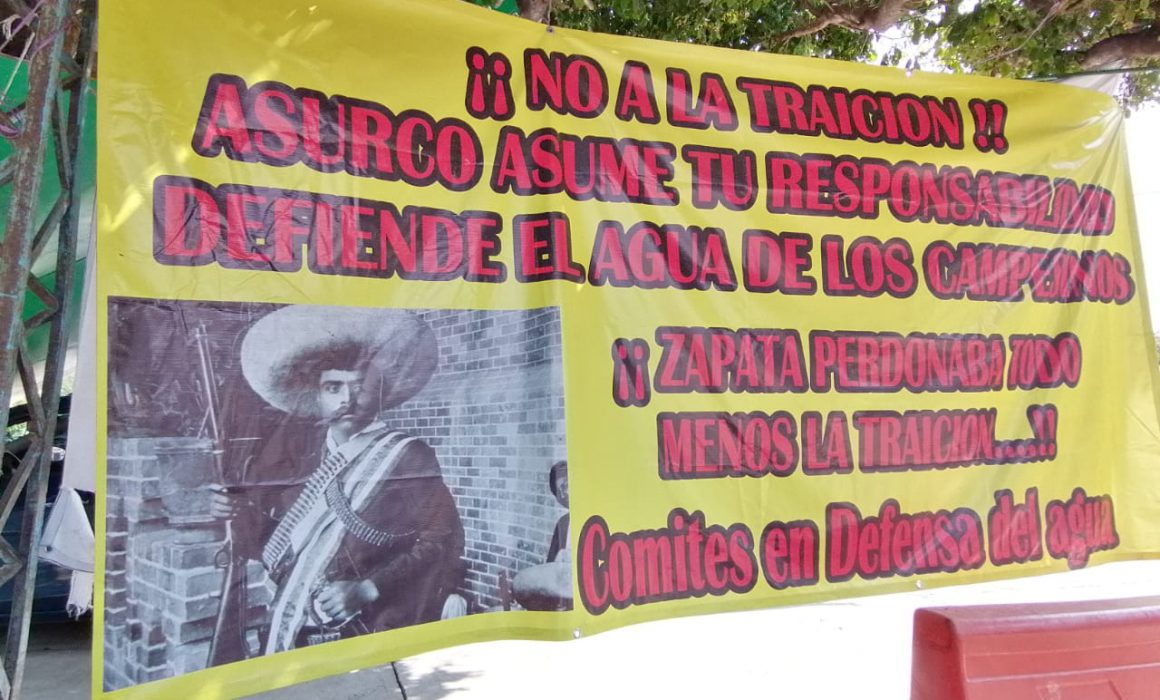 ¡¡ NO A LA TRAICION !!
ASURCO ASUME TU RESPONSABILIDAD
DEFIENDE EL AGUA DE LOS CAMPESINOS
¡¡ ZAPATA PERDONABA TODO
MENOS LA TRAICION....!!
Comites en Defensa del agua